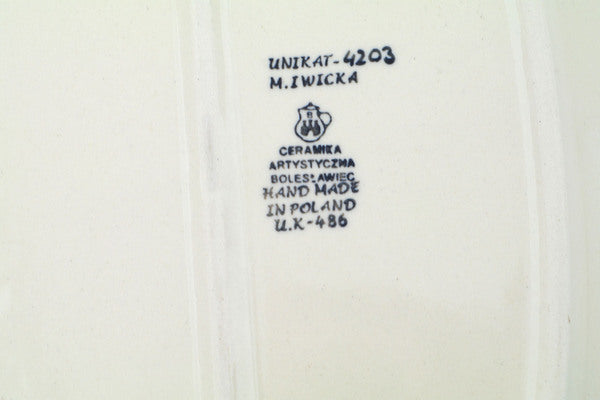 UNIKAT-4203
M.IWICKA
B
CERAMIKA
ARTYSTYCZNA
BOLESŁAWIEC
HAND MADE
IN POLAND
U.K-486